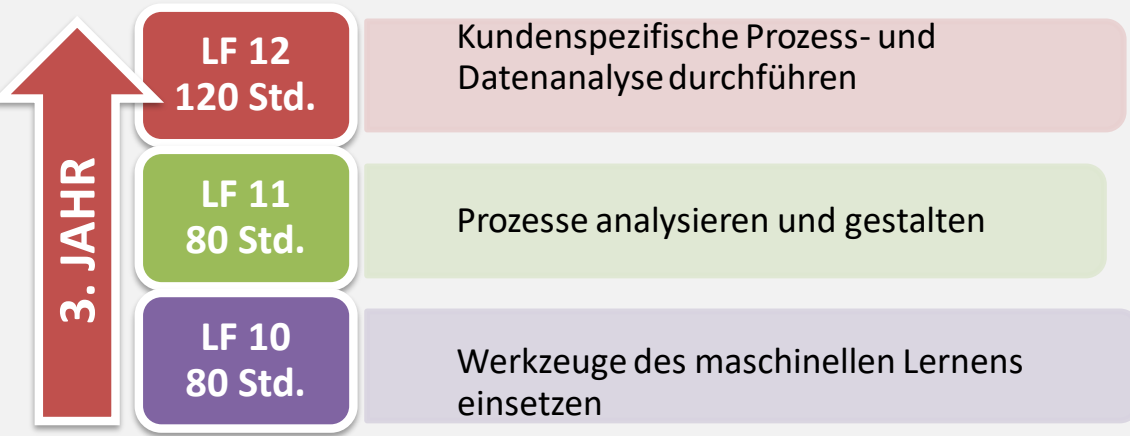 3. JAHR
LF 12
120 Std.
Kundenspezifische Prozess- und
Datenanalyse durchführen
LF 11
80 Std.
Prozesse analysieren und gestalten
LF 10
80 Std.
Werkzeuge des maschinellen Lernens
einsetzen